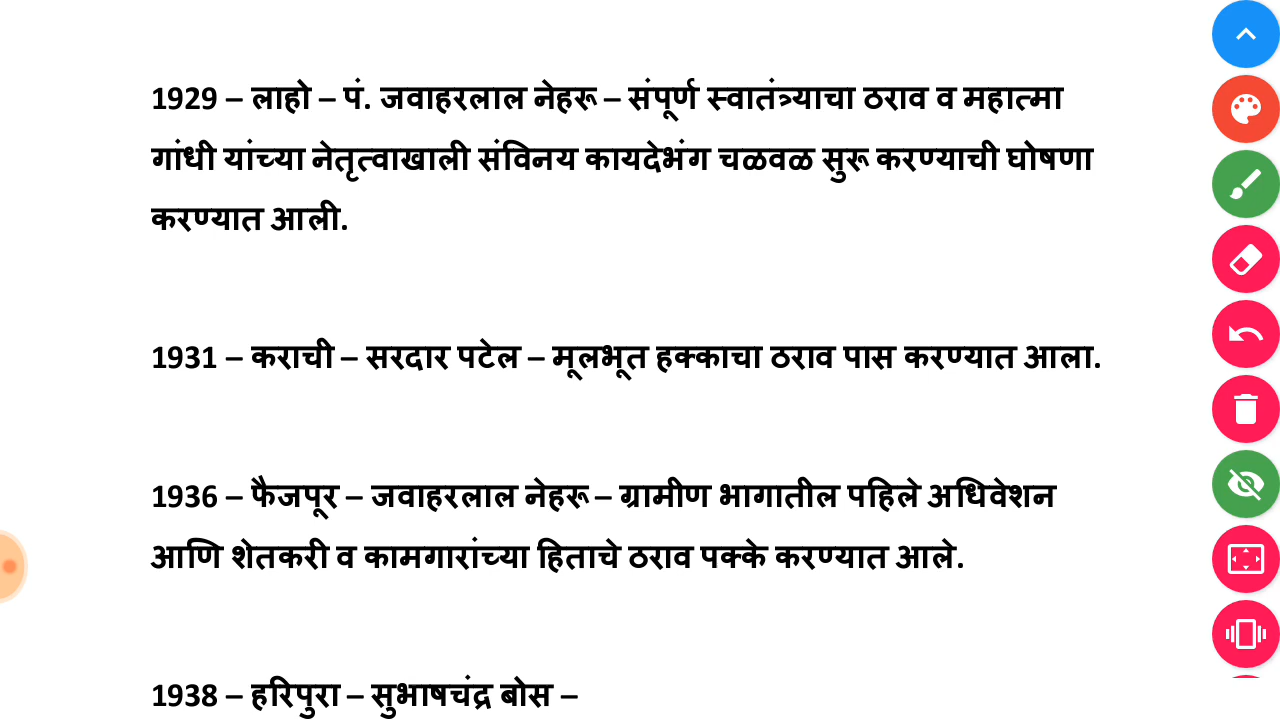 1929 – लाहो – पं. जवाहरलाल नेहरू – संपूर्ण स्वातंत्र्याचा ठराव व महात्मा
गांधी यांच्या नेतृत्वाखाली संविनय कायदेभंग चळवळ सुरू करण्याची घोषणा
करण्यात आली.
1931 – कराची – सरदार पटेल – मूलभूत हक्काचा ठराव पास करण्यात आला.
1936 – फैजपूर – जवाहरलाल नेहरू – ग्रामीण भागातील पहिले अधिवेशन
आणि शेतकरी व कामगारांच्या हिताचे ठराव पक्के करण्यात आले.
1938 – हरिपुरा – सुभाषचंद्र बोस –